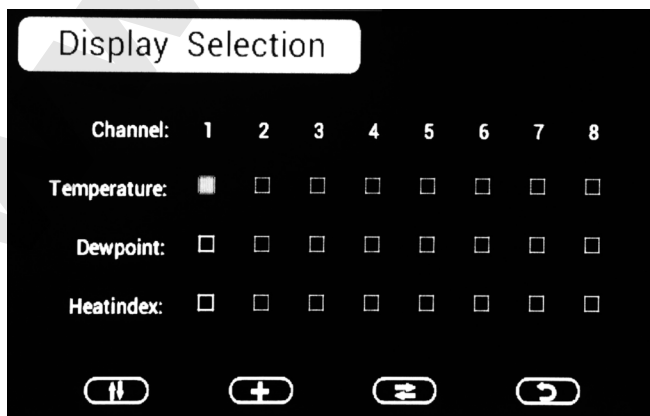 Display Selection
Channel: 1 2 3 4 5 6 7 8
Temperature:
Dewpoint:
Heatindex: